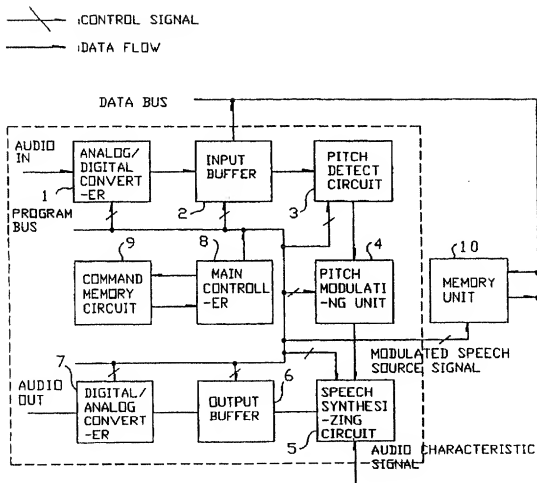 :CONTROL SIGNAL
:DATA FLOW
DATA BUS
AUDIO
IN
ANALOG/
DIGITAL
CONVERT
-ER
1
INPUT
BUFFER
2
PITCH
DETECT
CIRCUIT
3
PROGRAM
BUS
9
COMMAND
MEMORY
CIRCUIT
8
MAIN
CONTROLL
-ER
4
PITCH
MODULATI
-NG UNIT
10
MEMORY
UNIT
MODULATED SPEECH
SOURCE SIGNAL
7
AUDIO
OUT
DIGITAL/
ANALOG
CONVERT
-ER
OUTPUT
BUFFER
6
SPEECH
SYNTHESI
-ZING
CIRCUIT
5
AUDIO CHARACTERISTIC
SIGNAL